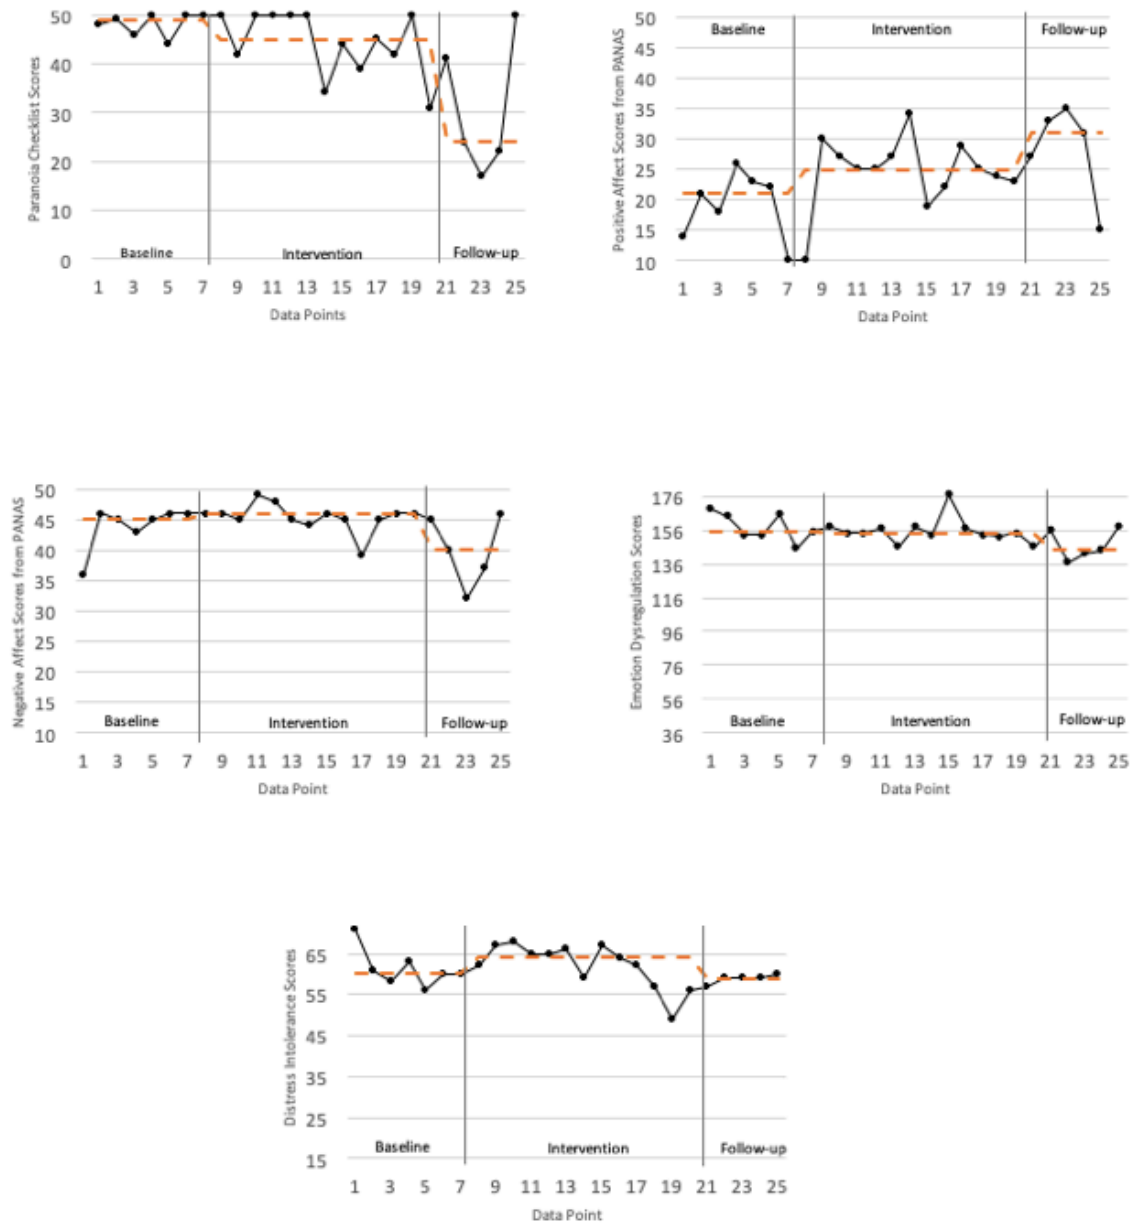 Paranoia Checklist Scores
50
40
30
20
10
0
Baseline Intervention Follow-up
1 3 5 7 9 11 13 15 17 19 21 23 25
Data Points
Positive Affect Scores from PANAS
50
45
40
35
30
25
20
15
10
Baseline Intervention Follow-up
1 3 5 7 9 11 13 15 17 19 21 23 25
Data Point
Negative Affect Scores from PANAS
50
45
40
35
30
25
20
15
10
Baseline Intervention Follow-up
1 3 5 7 9 11 13 15 17 19 21 23 25
Data Point
Emotion Dysregulation Scores
176
156
136
116
96
76
56
36
Baseline Intervention Follow-up
1 3 5 7 9 11 13 15 17 19 21 23 25
Data Point
Distress Intolerance Scores
65
55
45
35
25
15
Baseline Intervention Follow-up
1 3 5 7 9 11 13 15 17 19 21 23 25
Data Point